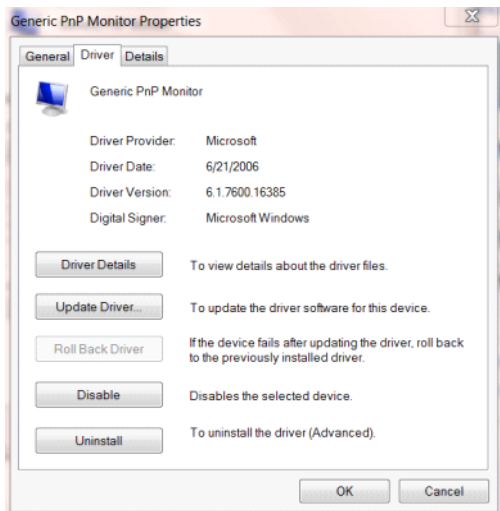 Generic PnP Monitor Properties
General Driver Details
Generic PnP Monitor
Driver Provider: Microsoft
Driver Date: 6/21/2006
Driver Version: 6.1.7600.16385
Digital Signer: Microsoft Windows
Driver Details To view details about the driver files.
Update Driver... To update the driver software for this device.
Roll Back Driver If the device fails after updating the driver, roll back
to the previously installed driver.
Disable Disables the selected device.
Uninstall To uninstall the driver (Advanced).
OK Cancel